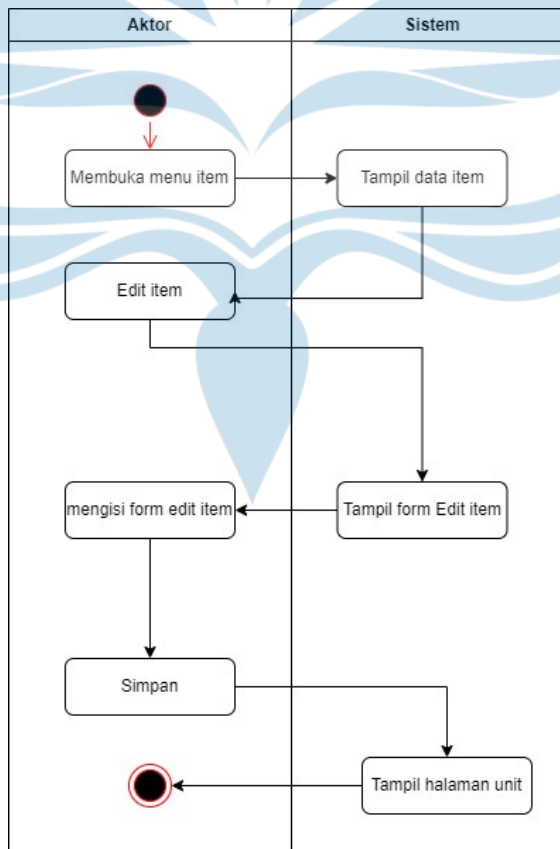 Aktor
Sistem
Membuka menu item
Tampil data item
Edit item
mengisi form edit item
Tampil form Edit item
Simpan
Tampil halaman unit